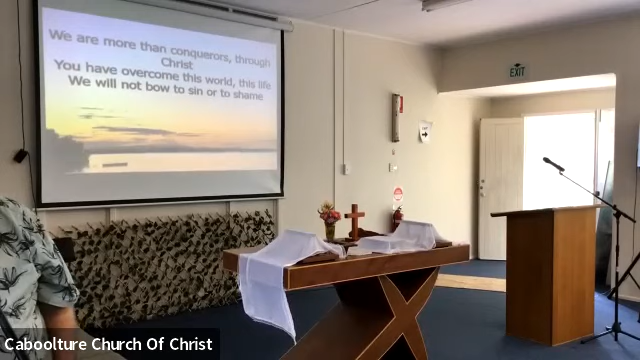 We are more than conquerors, through
Christ
You have overcome this world, this life
We will not bow to sin or to shame
EXIT
Caboolture Church Of Christ